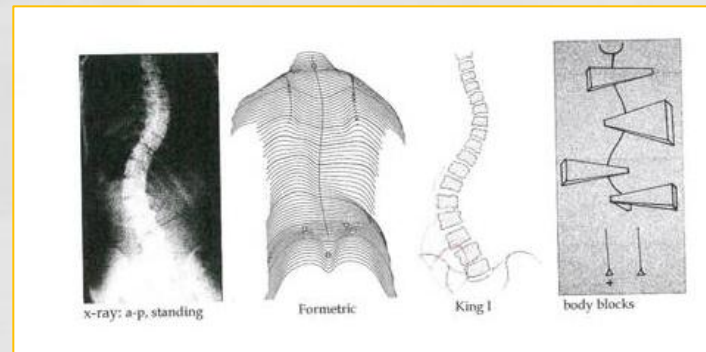 x-ray: a-p, standing
Formetric
King I
body blocks
+